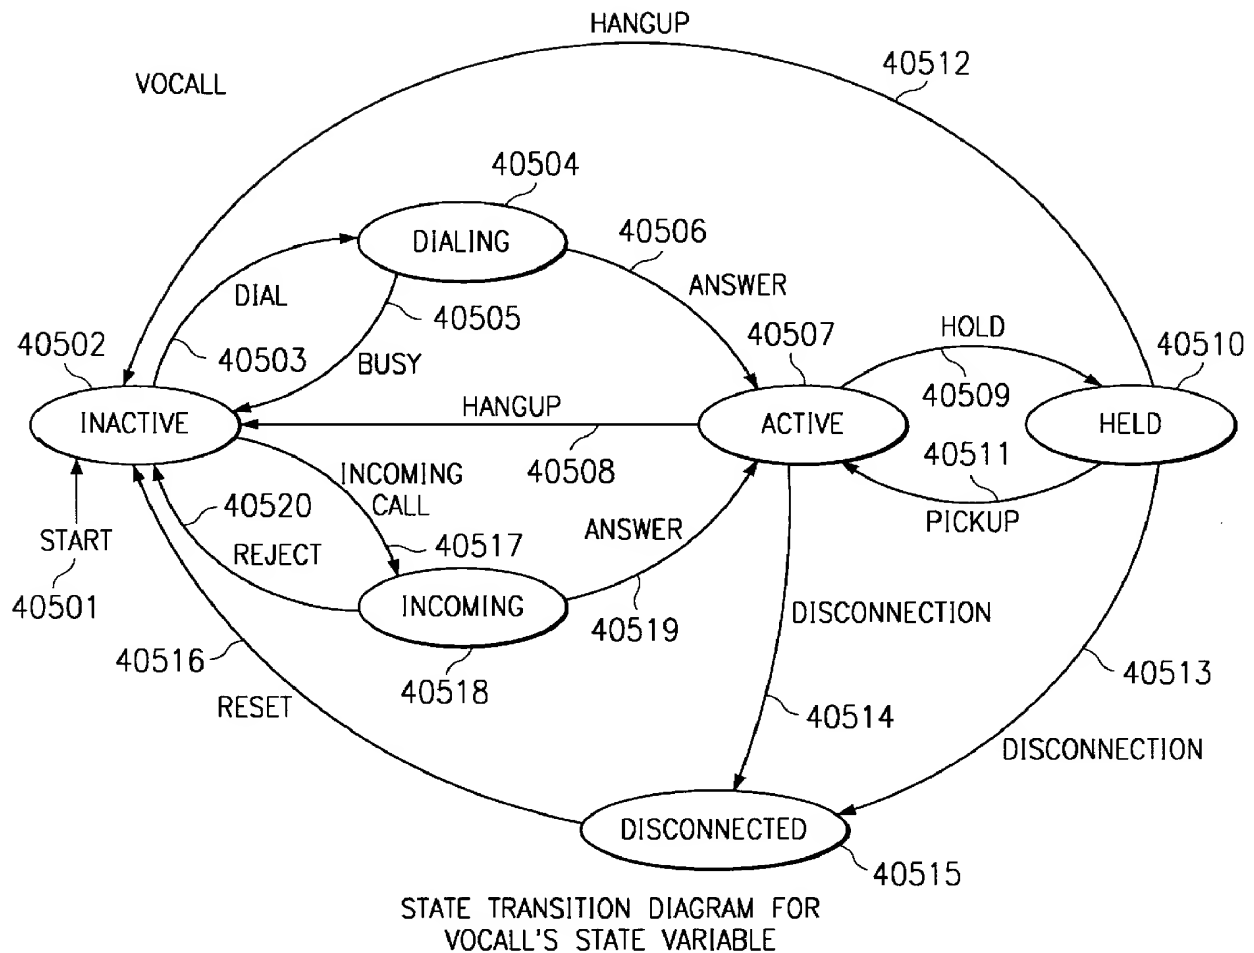 HANGUP
40512
VOCALL
40504
DIALING
40506
ANSWER
DIAL
40505
40503
BUSY
40502
INACTIVE
HANGUP
40508
40507
ACTIVE
HOLD
40509
40510
HELD
40511
PICKUP
INCOMING
CALL
40520
REJECT
START
40501
40517
INCOMING
40518
ANSWER
40519
DISCONNECTION
40514
40513
DISCONNECTION
40516
RESET
DISCONNECTED
40515
STATE TRANSITION DIAGRAM FOR
VOCALL'S STATE VARIABLE